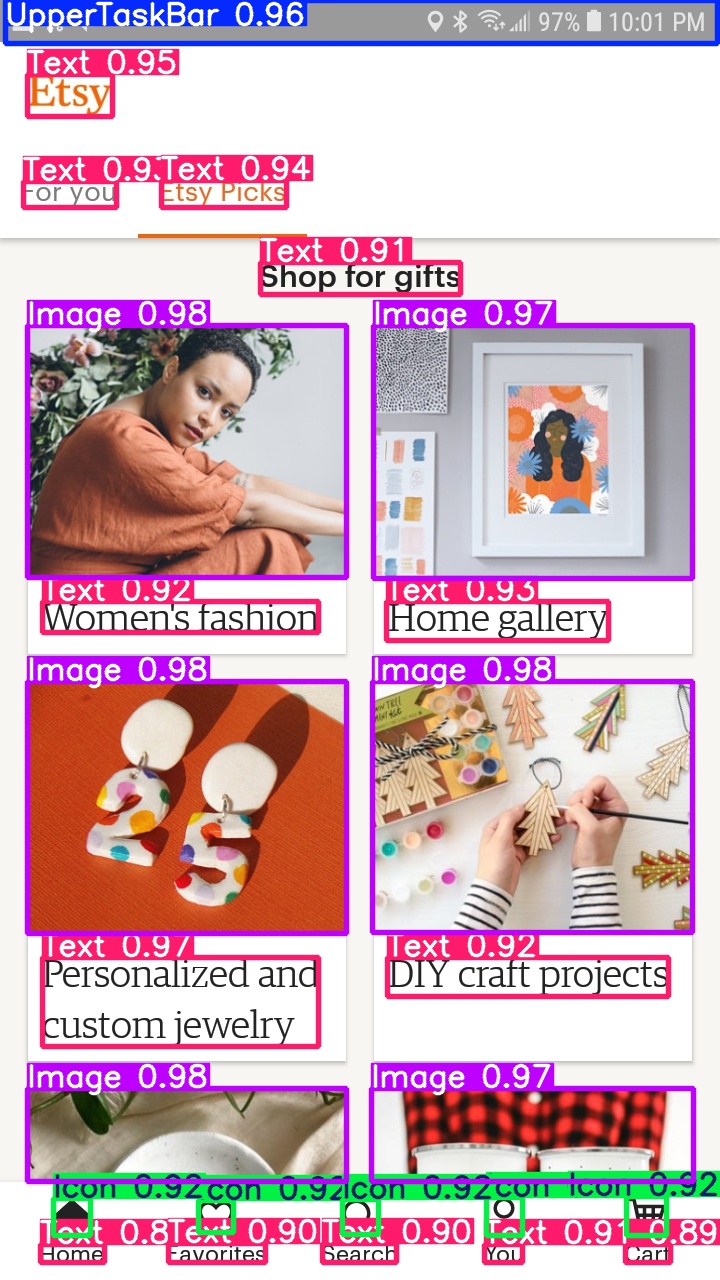 UpperTaskBar 0.96
97% 10:01 PM
Text 0.95
Etsy
Text 0.93 Text 0.94
For you Etsy Picks
Text 0.91
Shop for gifts
Image 0.98 Image 0.97
Text 0.92 Text 0.93
Women's fashion Home gallery
Image 0.98 Image 0.98
25
Text 0.97 Text 0.92
Personalized and DIY craft projects
custom jewelry
Image 0.98 Image 0.97
Icon 0.92 con 0.92 Icon 0.92 con Icon 0.92
Text 0.8 Text 0.90 Text 0.90 Text 0.91 0.89
Home Favorites Search You Cart